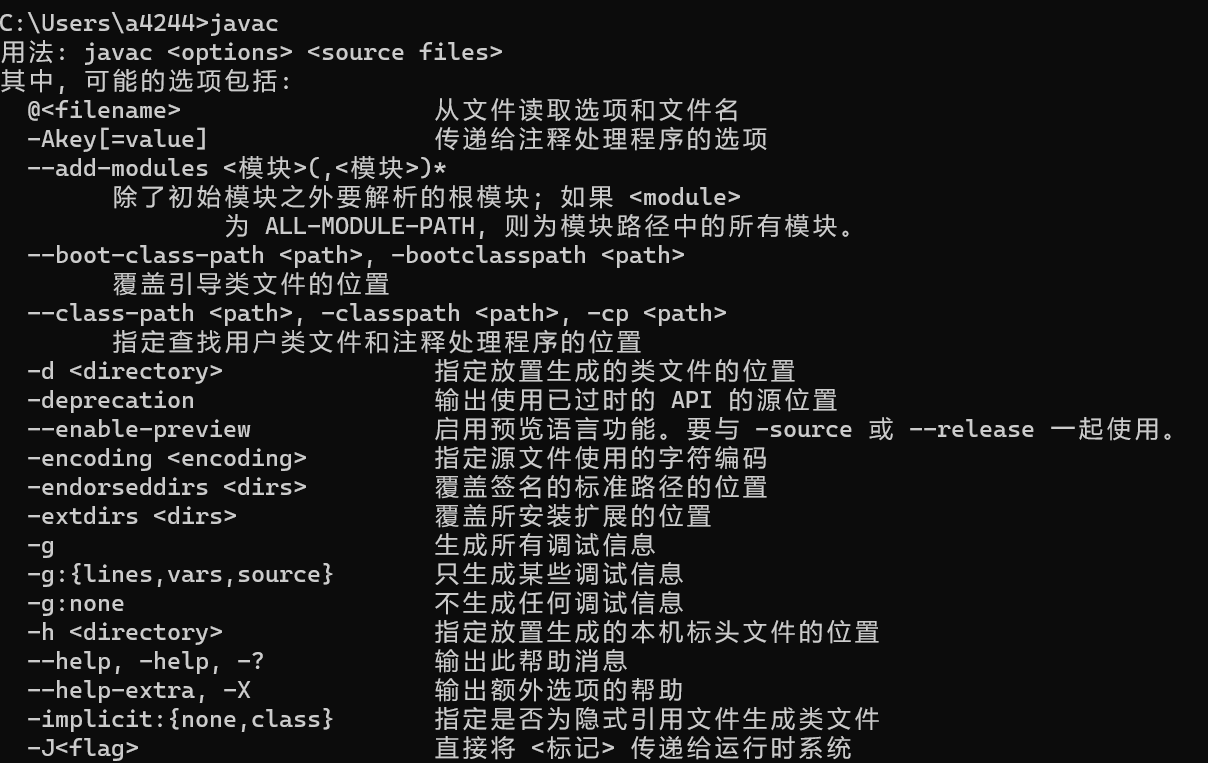 C:\Users\a4244>javac
用法: javac <options> <source files>
其中, 可能的选项包括:
  @<filename>                  从文件读取选项和文件名
  -Akey[=value]                传递给注释处理程序的选项
  --add-modules <模块>(,<模块>)*
        除了初始模块之外要解析的根模块; 如果 <module>
                为 ALL-MODULE-PATH, 则为模块路径中的所有模块。
  --boot-class-path <path>, -bootclasspath <path>
        覆盖引导类文件的位置
  --class-path <path>, -classpath <path>, -cp <path>
        指定查找用户类文件和注释处理程序的位置
  -d <directory>               指定放置生成的类文件的位置
  -deprecation                 输出使用已过时的 API 的源位置
  --enable-preview             启用预览语言功能。要与 -source 或 --release 一起使用。
  -encoding <encoding>         指定源文件使用的字符编码
  -endorseddirs <dirs>         覆盖签名的标准路径的位置
  -extdirs <dirs>              覆盖所安装扩展的位置
  -g                           生成所有调试信息
  -g:{lines,vars,source}       只生成某些调试信息
  -g:none                      不生成任何调试信息
  -h <directory>               指定放置生成的本机标头文件的位置
  --help, -help, -?            输出此帮助消息
  --help-extra, -X             输出额外选项的帮助
  -implicit:{none,class}       指定是否为隐式引用文件生成类文件
  -J<flag>                     直接将 <标记> 传递给运行时系统